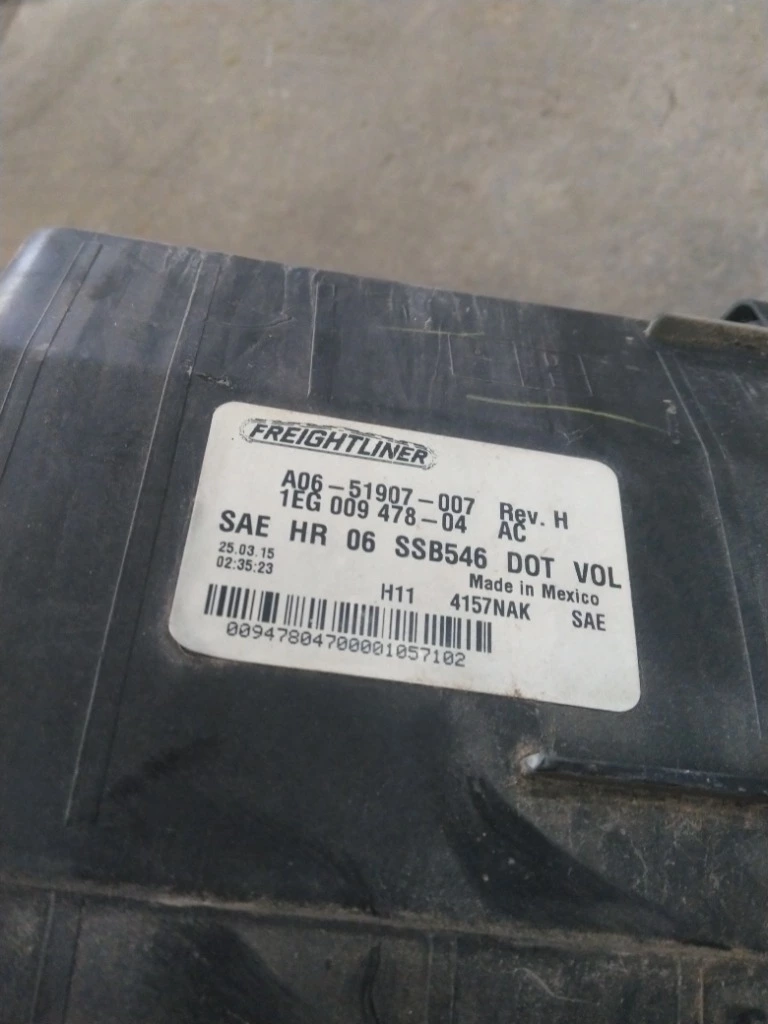 FREIGHTLINER
A06-51907-007 Rev. H
1EG 009 478-04 AC
SAE HR 06 SSB546 DOT VOL
25.03.15 Made in Mexico
02:35:23 H11 4157NAK SAE
00947804700001057102